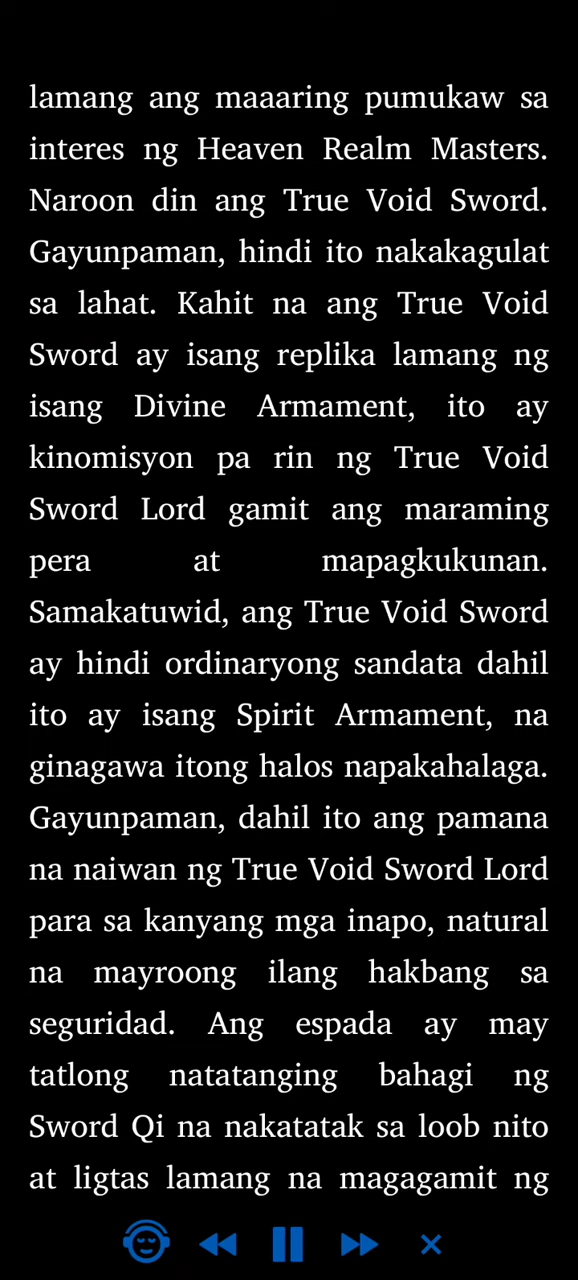 lamang ang maaaring pumukaw sa
interes ng Heaven Realm Masters.
Naroon din ang True Void Sword.
Gayunpaman, hindi ito nakakagulat
sa lahat. Kahit na ang True Void
Sword ay isang replika lamang ng
isang Divine Armament, ito ay
kinomisyon pa rin ng True Void
Sword Lord gamit ang maraming
pera at mapagkukunan.
Samakatuwid, ang True Void Sword
ay hindi ordinaryong sandata dahil
ito ay isang Spirit Armament, na
ginagawa itong halos napakahalaga.
Gayunpaman, dahil ito ang pamana
na naiwan ng True Void Sword Lord
para sa kanyang mga inapo, natural
na mayroong ilang hakbang sa
seguridad. Ang espada ay may
tatlong natatanging bahagi ng
Sword Qi na nakatatak sa loob nito
at ligtas lamang na magagamit ng